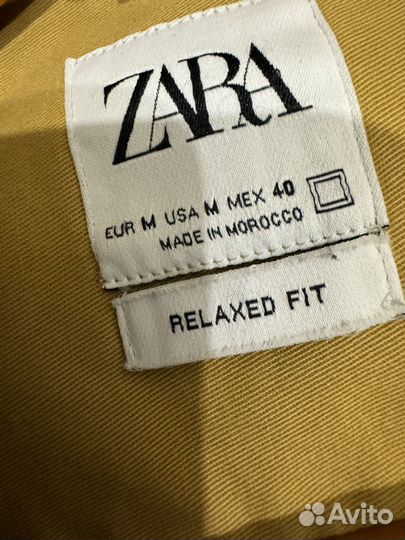 ZARA
EUR M USA M MEX 40
MADE IN MOROCCO
RELAXED FIT
Avito